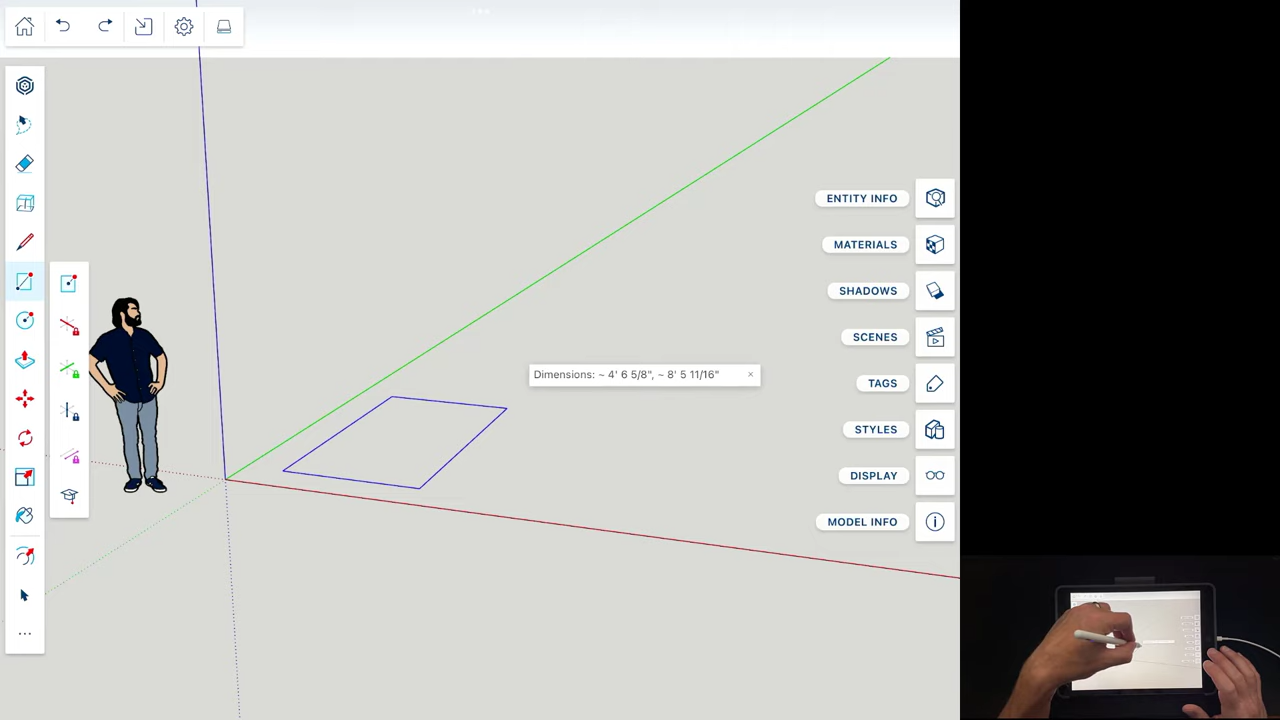 ENTITY INFO
MATERIALS
SHADOWS
SCENES
Dimensions: ~ 4' 6 5/8", ~ 8' 5 11/16"
TAGS
STYLES
DISPLAY
MODEL INFO